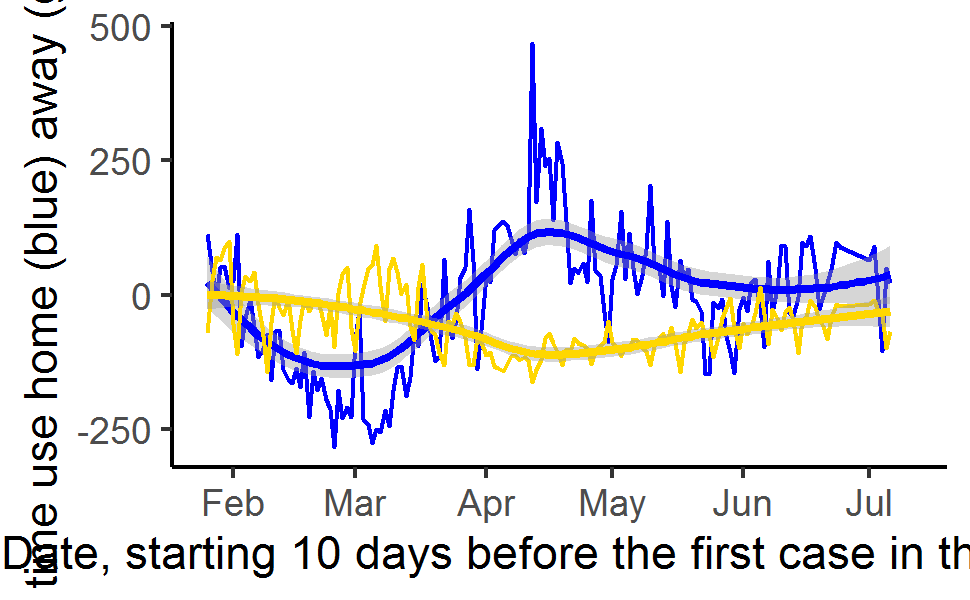 time use home (blue) away (
500
250
0
-250
Feb Mar Apr May Jun Jul
Date, starting 10 days before the first case in th